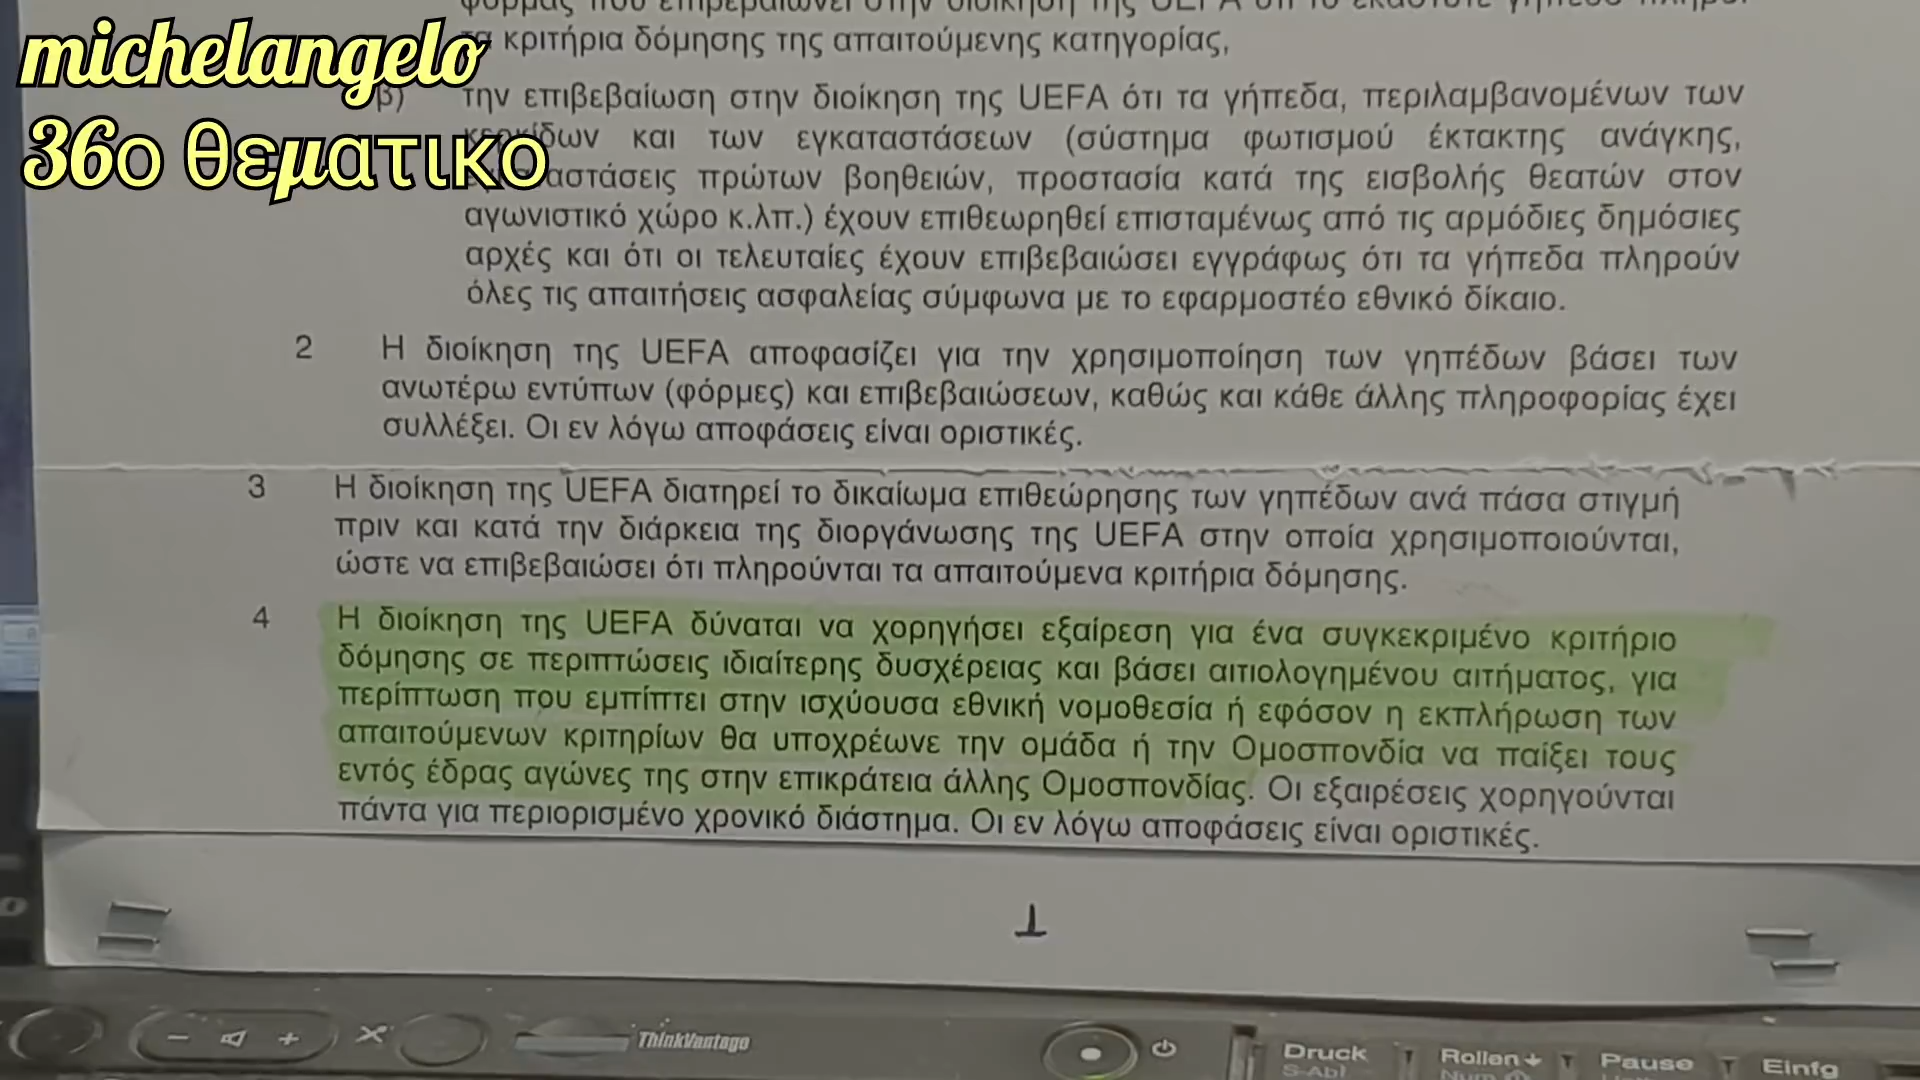 michelangelo
36ο θεματικο
τα κριτήρια δόμησης της απαιτούμενης κατηγορίας,
β) την επιβεβαίωση στην διοίκηση της UEFA ότι τα γήπεδα, περιλαμβανομένων των
κερκίδων και των εγκαταστάσεων (σύστημα φωτισμού έκτακτης ανάγκης,
εγκαταστάσεις πρώτων βοηθειών, προστασία κατά της εισβολής θεατών στον
αγωνιστικό χώρο κ.λπ.) έχουν επιθεωρηθεί επισταμένως από τις αρμόδιες δημόσιες
αρχές και ότι οι τελευταίες έχουν επιβεβαιώσει εγγράφως ότι τα γήπεδα πληρούν
όλες τις απαιτήσεις ασφαλείας σύμφωνα με το εφαρμοστέο εθνικό δίκαιο.
2 Η διοίκηση της UEFA αποφασίζει για την χρησιμοποίηση των γηπέδων βάσει των
ανωτέρω εντύπων (φόρμες) και επιβεβαιώσεων, καθώς και κάθε άλλης πληροφορίας έχει
συλλέξει. Οι εν λόγω αποφάσεις είναι οριστικές.
3 Η διοίκηση της UEFA διατηρεί το δικαίωμα επιθεώρησης των γηπέδων ανά πάσα στιγμή
πριν και κατά την διάρκεια της διοργάνωσης της UEFA στην οποία χρησιμοποιούνται,
ώστε να επιβεβαιώσει ότι πληρούνται τα απαιτούμενα κριτήρια δόμησης.
4 Η διοίκηση της UEFA δύναται να χορηγήσει εξαίρεση για ένα συγκεκριμένο κριτήριο
δόμησης σε περιπτώσεις ιδιαίτερης δυσχέρειας και βάσει αιτιολογημένου αιτήματος, για
περίπτωση που εμπίπτει στην ισχύουσα εθνική νομοθεσία ή εφόσον η εκπλήρωση των
απαιτούμενων κριτηρίων θα υποχρέωνε την ομάδα ή την Ομοσπονδία να παίξει τους
εντός έδρας αγώνες της στην επικράτεια άλλης Ομοσπονδίας. Οι εξαιρέσεις χορηγούνται
πάντα για περιορισμένο χρονικό διάστημα. Οι εν λόγω αποφάσεις είναι οριστικές.
ThinkVantage
Druck Rollen Pause Einfg
S-Abf Num